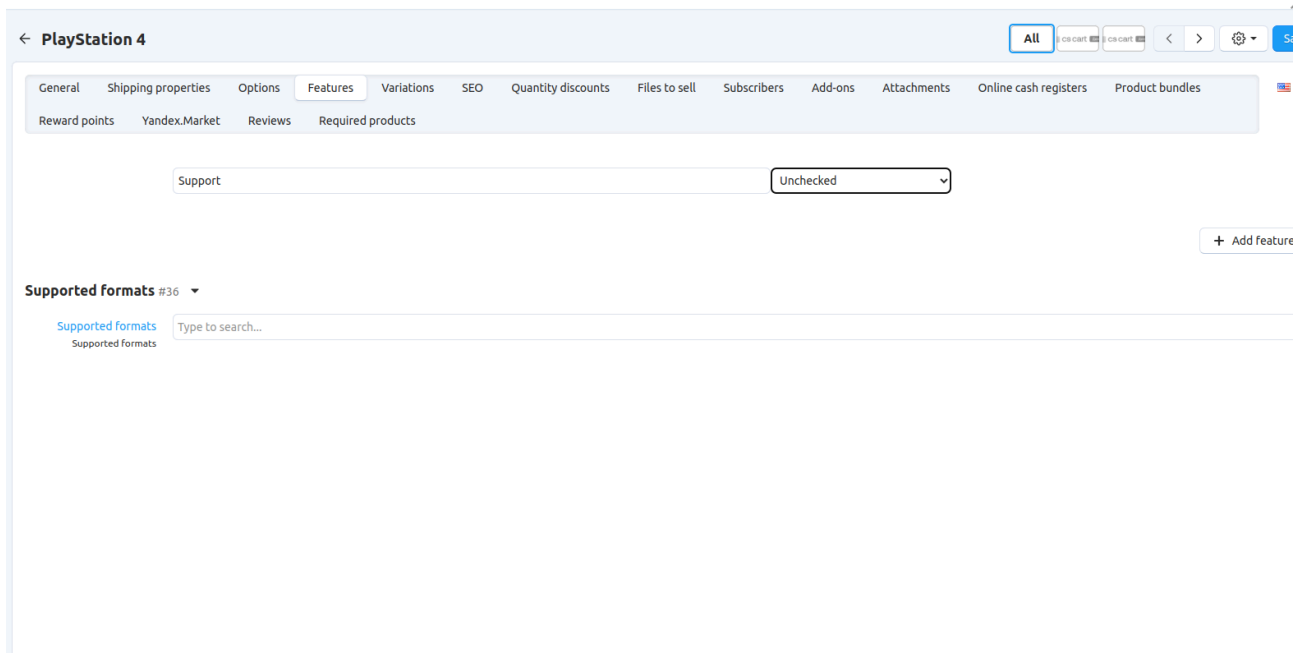 PlayStation 4
All
cs cart
cs cart
General Shipping properties Options Features Variations SEO Quantity discounts Files to sell Subscribers Add-ons Attachments Online cash registers Product bundles
Reward points Yandex.Market Reviews Required products
Support Unchecked
+ Add feature
Supported formats #36
Supported formats Type to search...
Supported formats